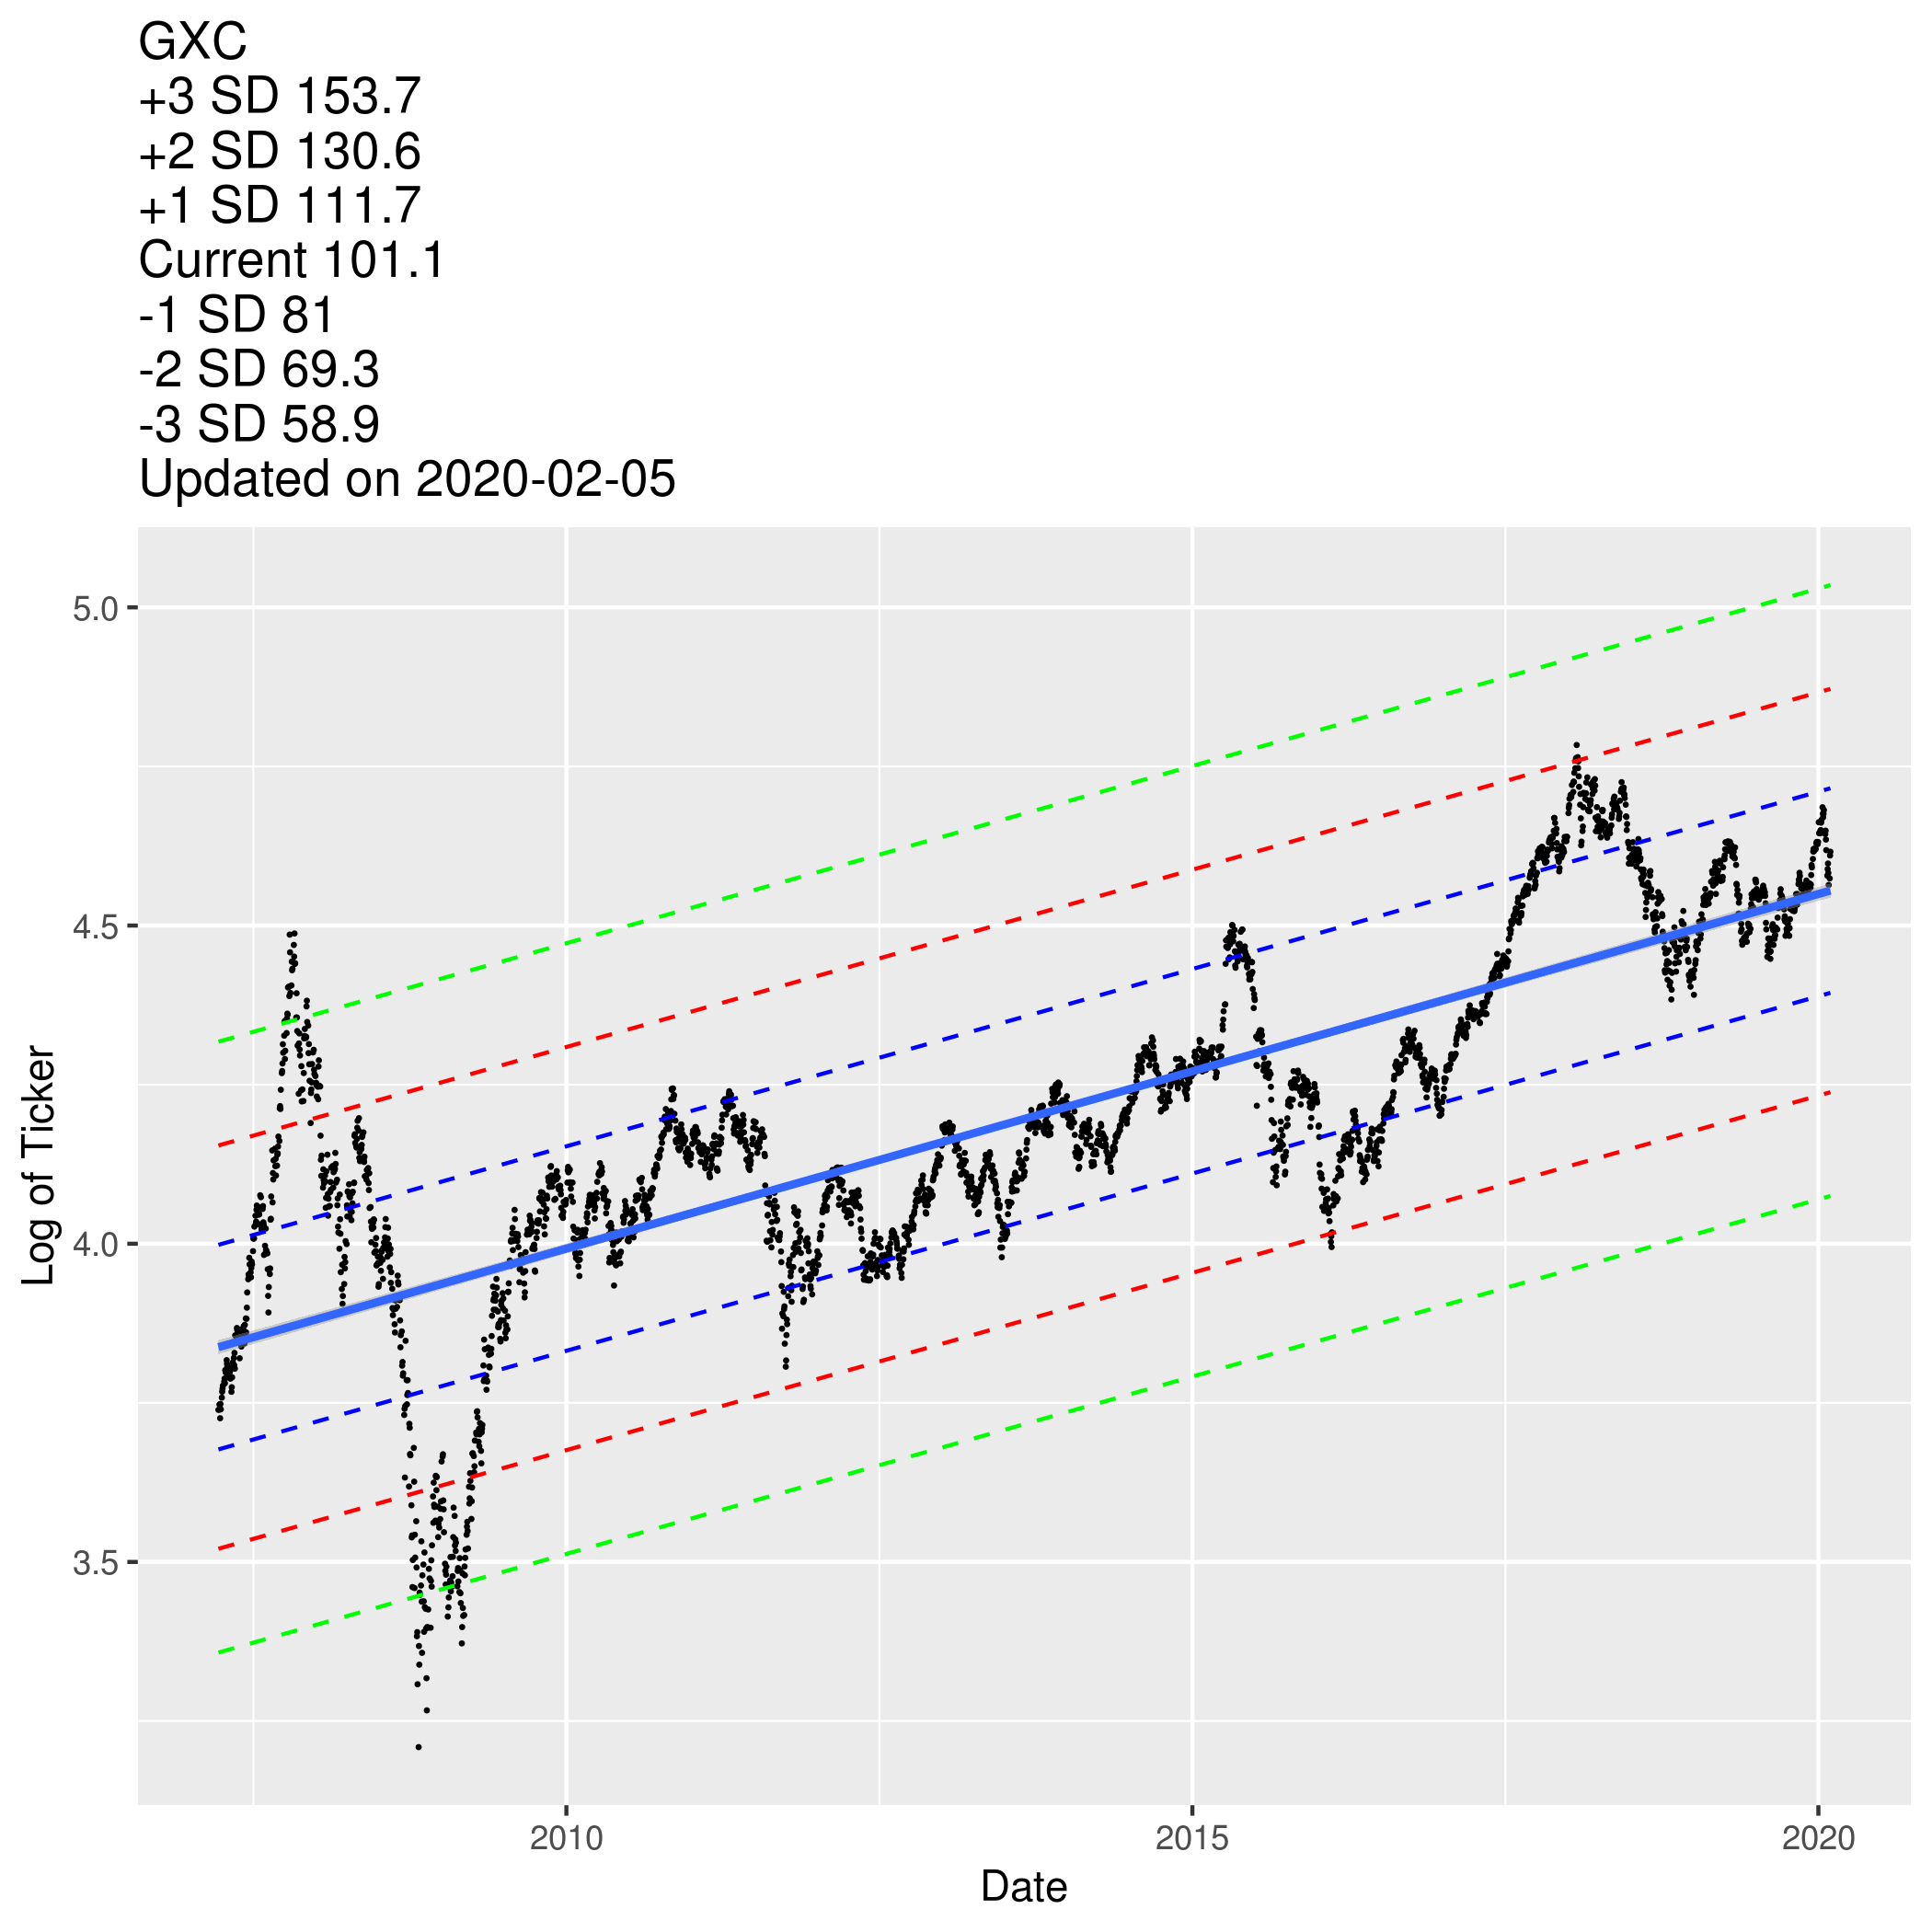 GXC
+3 SD 153.7
+2 SD 130.6
+1 SD 111.7
Current 101.1
-1 SD 81
-2 SD 69.3
-3 SD 58.9
Updated on 2020-02-05
5.0
4.5
4.0
3.5
Log of Ticker
2010
2015
2020
Date